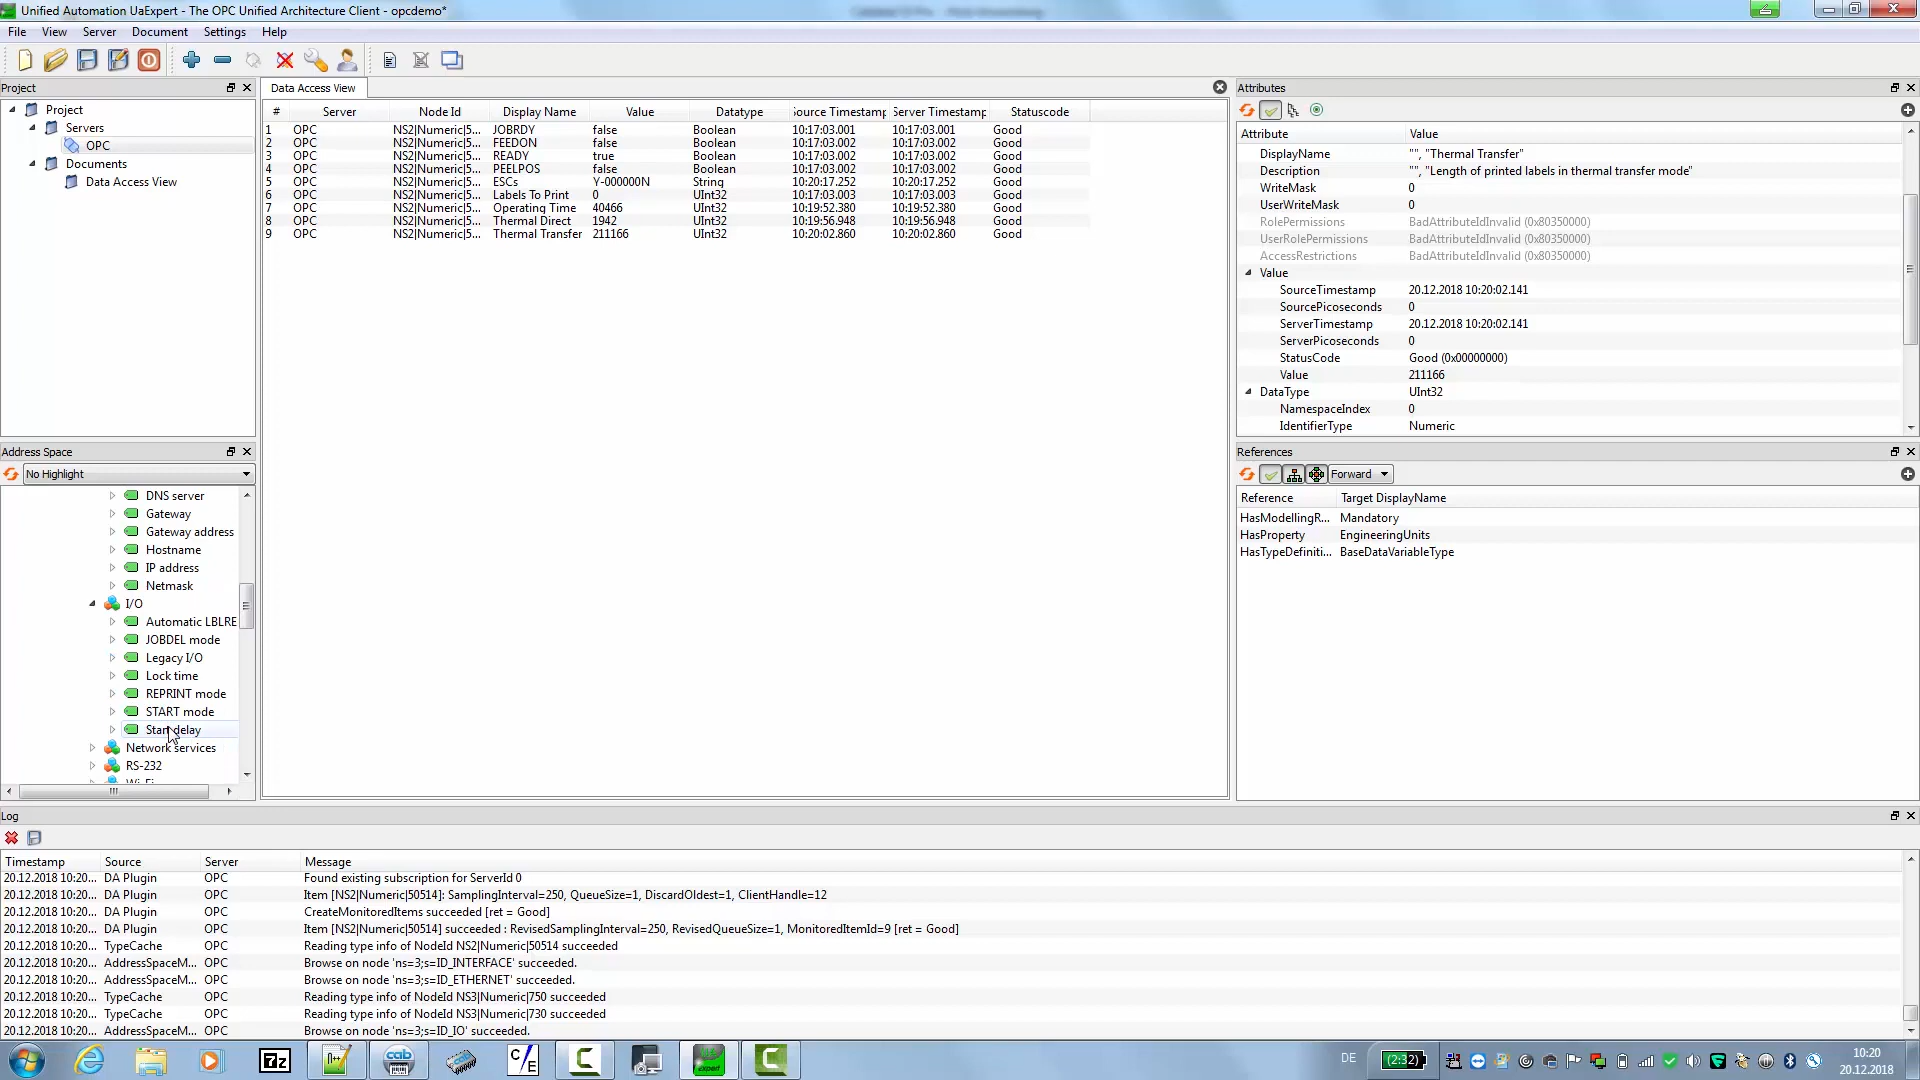 Unified Automation UaExpert - The OPC Unified Architecture Client - opcdemo*
File View Server Document Settings Help
Project
Project
Servers
OPC
Documents
Data Access View
Data Access View
# Server Node Id Display Name Value Datatype Source Timestamp Server Timestamp Statuscode
1 OPC NS2|Numeric|5... JOBRDY false Boolean 10:17:03.001 10:17:03.001 Good
2 OPC NS2|Numeric|5... FEEDON false Boolean 10:17:03.002 10:17:03.002 Good
3 OPC NS2|Numeric|5... READY true Boolean 10:17:03.002 10:17:03.002 Good
4 OPC NS2|Numeric|5... PEELPOS false Boolean 10:17:03.002 10:17:03.002 Good
5 OPC NS2|Numeric|5... ESCs Y-000000N String 10:20:17.252 10:20:17.252 Good
6 OPC NS2|Numeric|5... Labels To Print 0 UInt32 10:17:03.003 10:17:03.003 Good
7 OPC NS2|Numeric|5... Operating Time 40466 UInt32 10:19:52.380 10:19:52.380 Good
8 OPC NS2|Numeric|5... Thermal Direct 1942 UInt32 10:19:56.948 10:19:56.948 Good
9 OPC NS2|Numeric|5... Thermal Transfer 211166 UInt32 10:20:02.860 10:20:02.860 Good
Attributes
Attribute Value
DisplayName "", "Thermal Transfer"
Description "", "Length of printed labels in thermal transfer mode"
WriteMask 0
UserWriteMask 0
RolePermissions BadAttributeIdInvalid (0x80350000)
UserRolePermissions BadAttributeIdInvalid (0x80350000)
AccessRestrictions BadAttributeIdInvalid (0x80350000)
Value
SourceTimestamp 20.12.2018 10:20:02.141
SourcePicoseconds 0
ServerTimestamp 20.12.2018 10:20:02.141
ServerPicoseconds 0
StatusCode Good (0x00000000)
Value 211166
DataType UInt32
NamespaceIndex 0
IdentifierType Numeric
Address Space
No Highlight
DNS server
Gateway
Gateway address
Hostname
IP address
Netmask
I/O
Automatic LBLRE
JOBDEL mode
Legacy I/O
Lock time
REPRINT mode
START mode
Start delay
Network services
RS-232
Wi-Fi
References
Forward
Reference Target DisplayName
HasModellingR... Mandatory
HasProperty EngineeringUnits
HasTypeDefiniti... BaseDataVariableType
Log
Timestamp Source Server Message
20.12.2018 10:20... DA Plugin OPC Found existing subscription for ServerId 0
20.12.2018 10:20... DA Plugin OPC Item [NS2|Numeric|50514]: SamplingInterval=250, QueueSize=1, DiscardOldest=1, ClientHandle=12
20.12.2018 10:20... DA Plugin OPC CreateMonitoredItems succeeded [ret = Good]
20.12.2018 10:20... DA Plugin OPC Item [NS2|Numeric|50514] succeeded : RevisedSamplingInterval=250, RevisedQueueSize=1, MonitoredItemId=9 [ret = Good]
20.12.2018 10:20... TypeCache OPC Reading type info of NodeId NS2|Numeric|50514 succeeded
20.12.2018 10:20... AddressSpaceM... OPC Browse on node 'ns=3;s=ID_INTERFACE' succeeded.
20.12.2018 10:20... AddressSpaceM... OPC Browse on node 'ns=3;s=ID_ETHERNET' succeeded.
20.12.2018 10:20... TypeCache OPC Reading type info of NodeId NS3|Numeric|750 succeeded
20.12.2018 10:20... TypeCache OPC Reading type info of NodeId NS3|Numeric|730 succeeded
20.12.2018 10:20... AddressSpaceM... OPC Browse on node 'ns=3;s=ID_IO' succeeded.
7z cab C/E expert DE (2:32) 10:20
20.12.2018